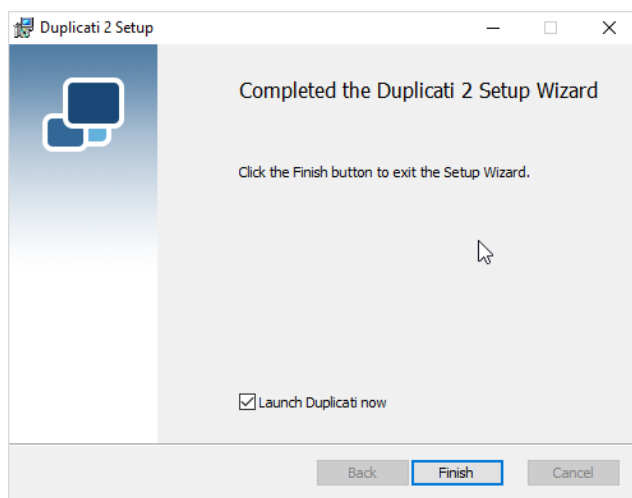 Duplicati 2 Setup
Completed the Duplicati 2 Setup Wizard
Click the Finish button to exit the Setup Wizard.
Launch Duplicati now
Back Finish Cancel